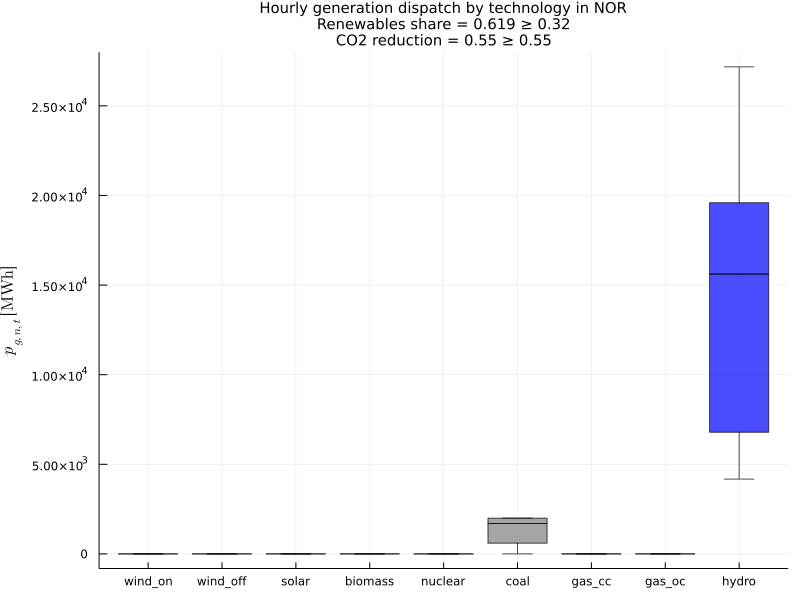 Hourly generation dispatch by technology in NOR
Renewables share = 0.619 ≥ 0.32
CO2 reduction = 0.55 ≥ 0.55
p_{g,n,t} [MWh]
2.50×10⁴
2.00×10⁴
1.50×10⁴
1.00×10⁴
5.00×10³
0
wind_on wind_off solar biomass nuclear coal gas_cc gas_oc hydro